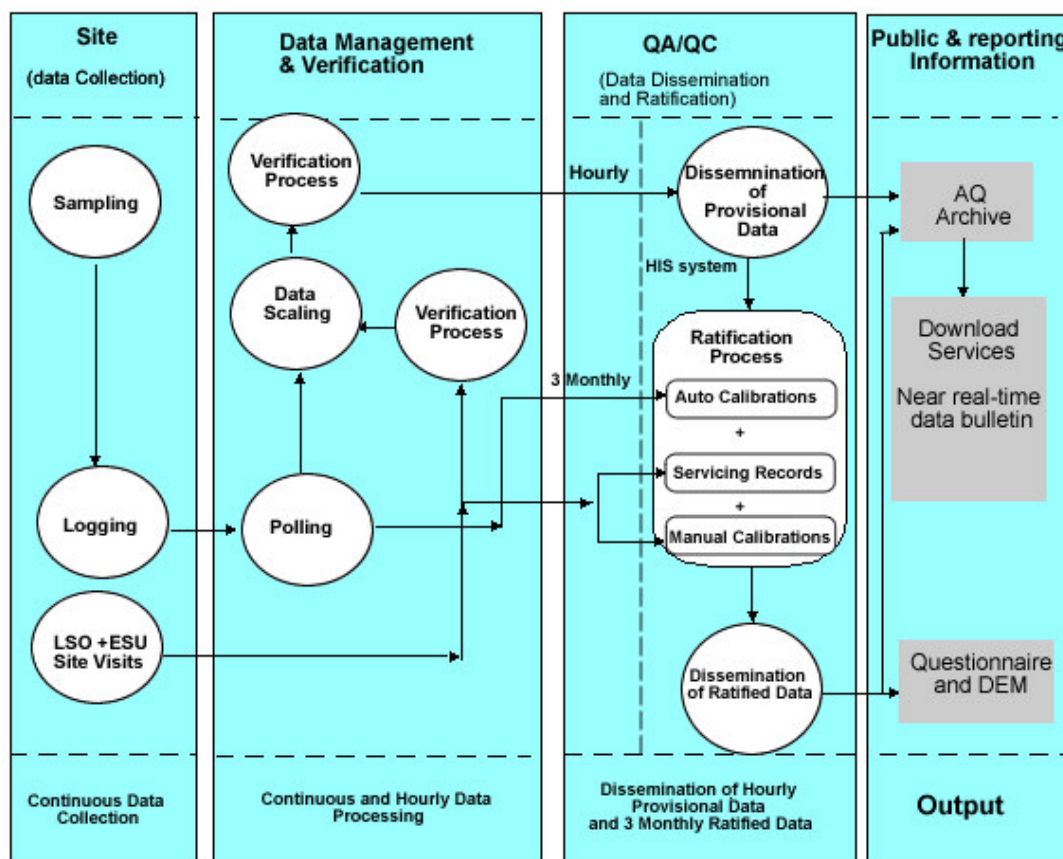 Site
(data Collection)
Sampling
Logging
LSO +ESU
Site Visits
Continuous Data
Collection
Data Management
& Verification
Verification
Process
Data
Scaling
Verification
Process
Polling
Continuous and Hourly Data
Processing
QA/QC
(Data Dissemination
and Ratification)
Hourly
Dissemnination
of
Provisional
Data
HIS system
Ratification
Process
3 Monthly
Auto Calibrations
+
Servicing Records
+
Manual Calibrations
Dissemination
of Ratified Data
Dissemination of Hourly
Provisional Data
and 3 Monthly Ratified Data
Public & reporting
Information
AQ
Archive
Download
Services
Near real-time
data bulletin
Questionnaire
and DEM
Output